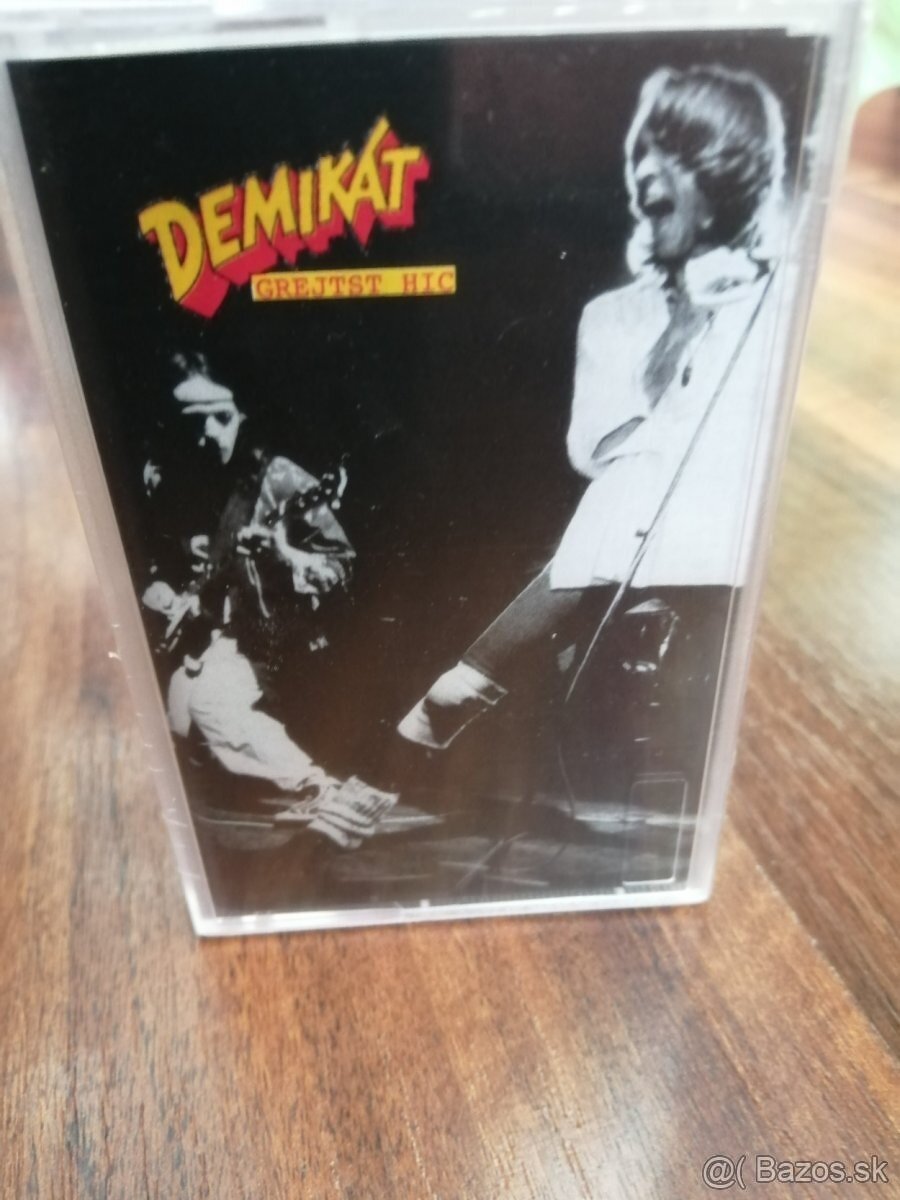 DEMIKÁT
GREJTST HIC
@( Bazos.sk